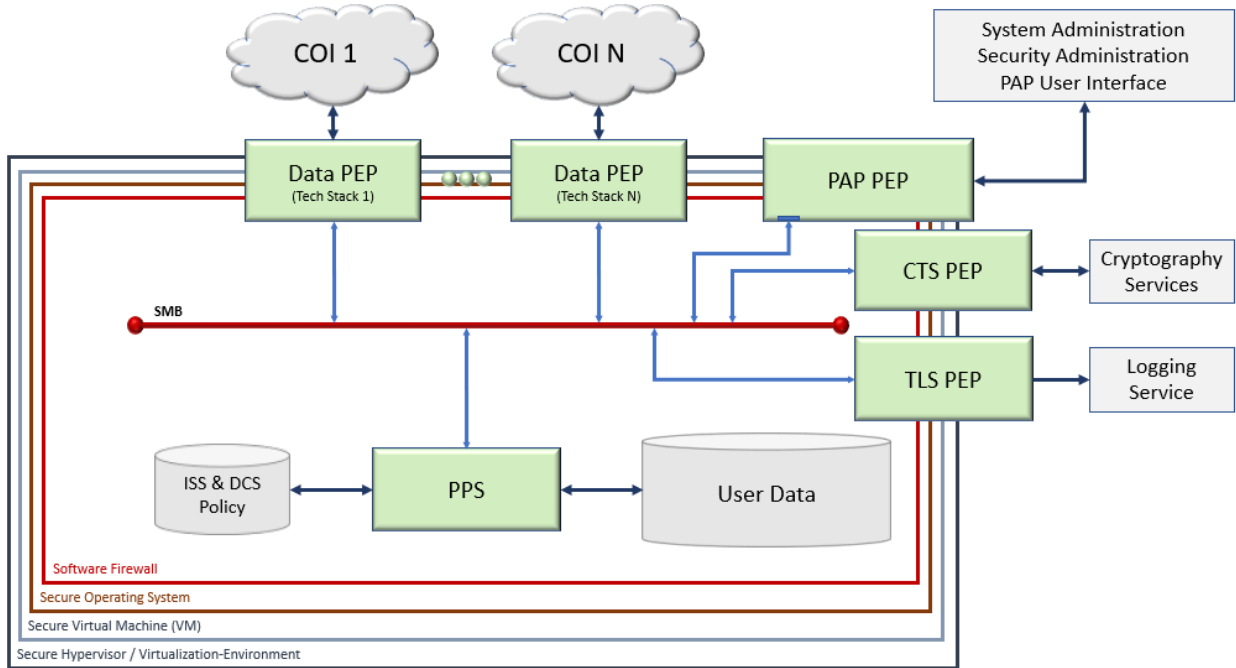 COI 1
COI N
System Administration
Security Administration
PAP User Interface
Data PEP
(Tech Stack 1)
Data PEP
(Tech Stack N)
PAP PEP
CTS PEP
Cryptography
Services
SMB
TLS PEP
Logging
Service
ISS & DCS
Policy
PPS
User Data
Software Firewall
Secure Operating System
Secure Virtual Machine (VM)
Secure Hypervisor / Virtualization-Environment